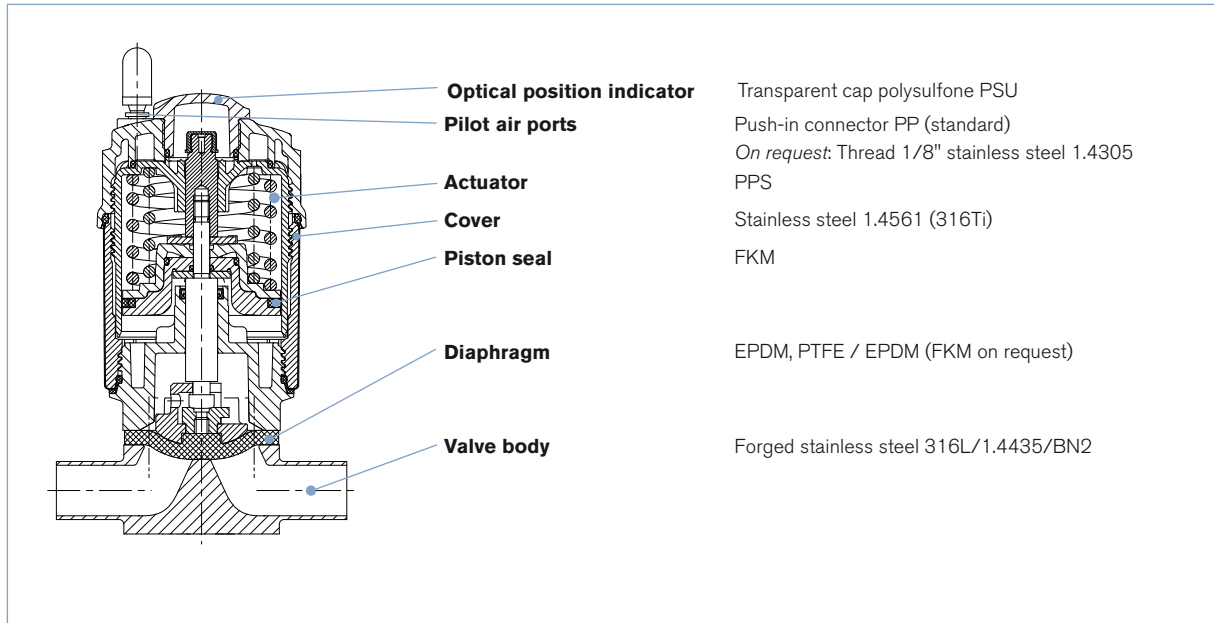 Optical position indicator Transparent cap polysulfone PSU
Pilot air ports Push-in connector PP (standard)
On request: Thread 1/8" stainless steel 1.4305
Actuator PPS
Cover Stainless steel 1.4561 (316Ti)
Piston seal FKM
Diaphragm EPDM, PTFE / EPDM (FKM on request)
Valve body Forged stainless steel 316L/1.4435/BN2